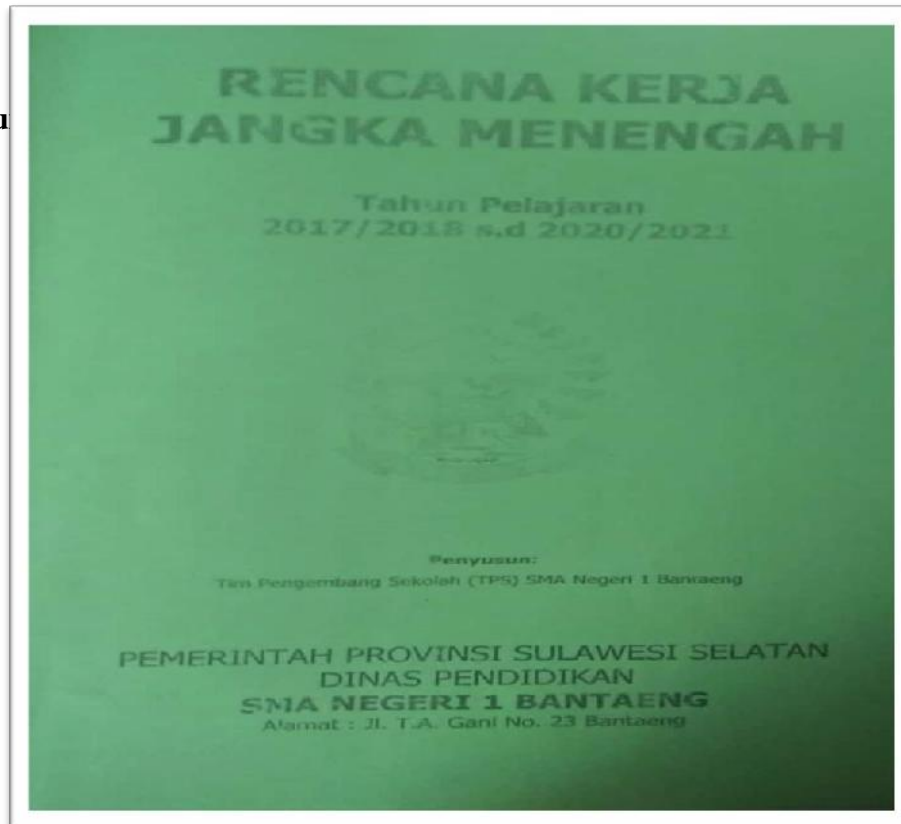 RENCANA KERJA
JANGKA MENENGAH
Tahun Pelajaran
2017/2018 s.d 2020/2021
Penyusun:
Tim Pengembang Sekolah (TPS) SMA Negeri 1 Bantaeng
PEMERINTAH PROVINSI SULAWESI SELATAN
DINAS PENDIDIKAN
SMA NEGERI 1 BANTAENG
Alamat : Jl. T.A. Gani No. 23 Bantaeng